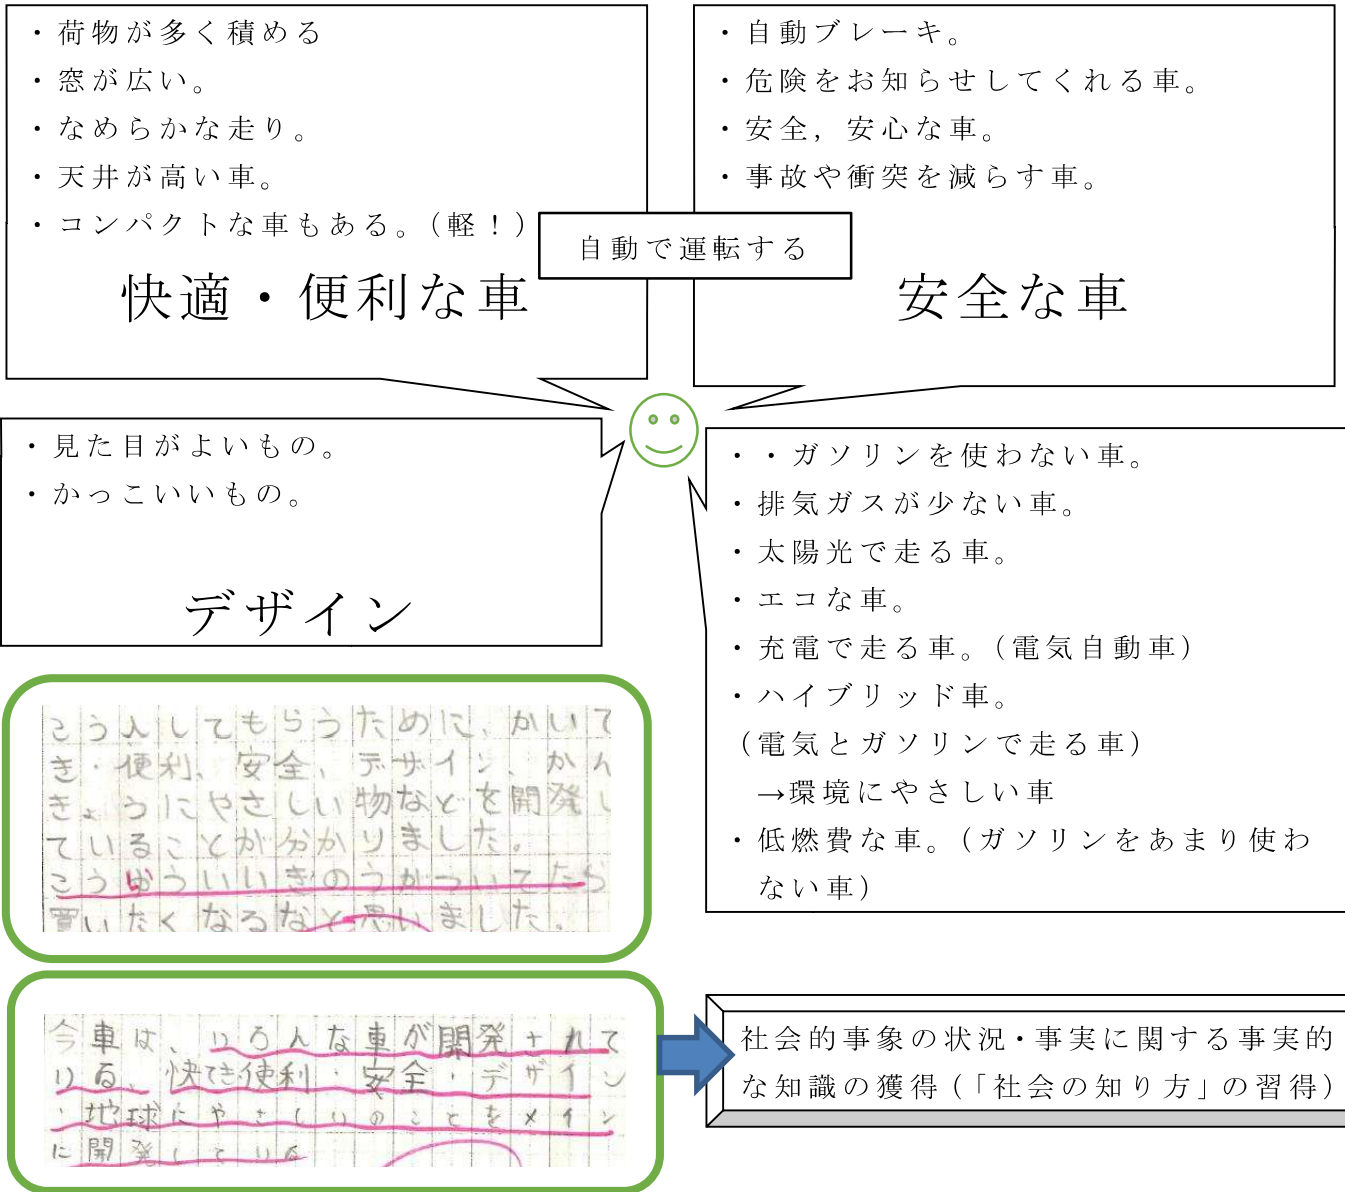 ・荷物が多く積める
・窓が広い。
・なめらかな走り。
・天井が高い車。
・コンパクトな車もある。（軽！）
快適・便利な車
自動で運転する
・自動ブレーキ。
・危険をお知らせしてくれる車。
・安全，安心な車。
・事故や衝突を減らす車。
安全な車
・見た目がよいもの。
・かっこいいもの。
デザイン
・・ガソリンを使わない車。
・排気ガスが少ない車。
・太陽光で走る車。
・エコな車。
・充電で走る車。（電気自動車）
・ハイブリッド車。
（電気とガソリンで走る車）
→環境にやさしい車
・低燃費な車。（ガソリンをあまり使わ
ない車）
こう入してもらうために、かいて
き・便利、安全、デザイン、かん
きょうにやさしい物などを開発し
ていることが分かりました。
こうゆういいきのうがついてたら
買いたくなるなと思いました。
今車は、いろんな車が開発されて
いる、快てき便利・安全・デザイン
・地球にやさしいのことをメイン
に開発している
社会的事象の状況・事実に関する事実的
な知識の獲得（「社会の知り方」の習得）